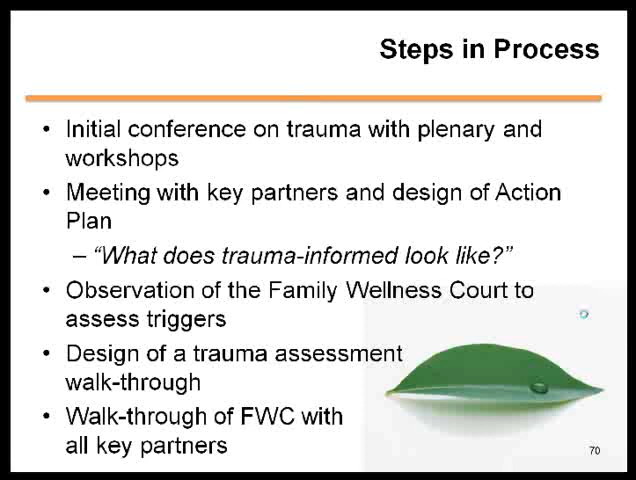 Steps in Process
• Initial conference on trauma with plenary and
workshops
• Meeting with key partners and design of Action
Plan
– “What does trauma-informed look like?”
• Observation of the Family Wellness Court to
assess triggers
• Design of a trauma assessment
walk-through
• Walk-through of FWC with
all key partners
70